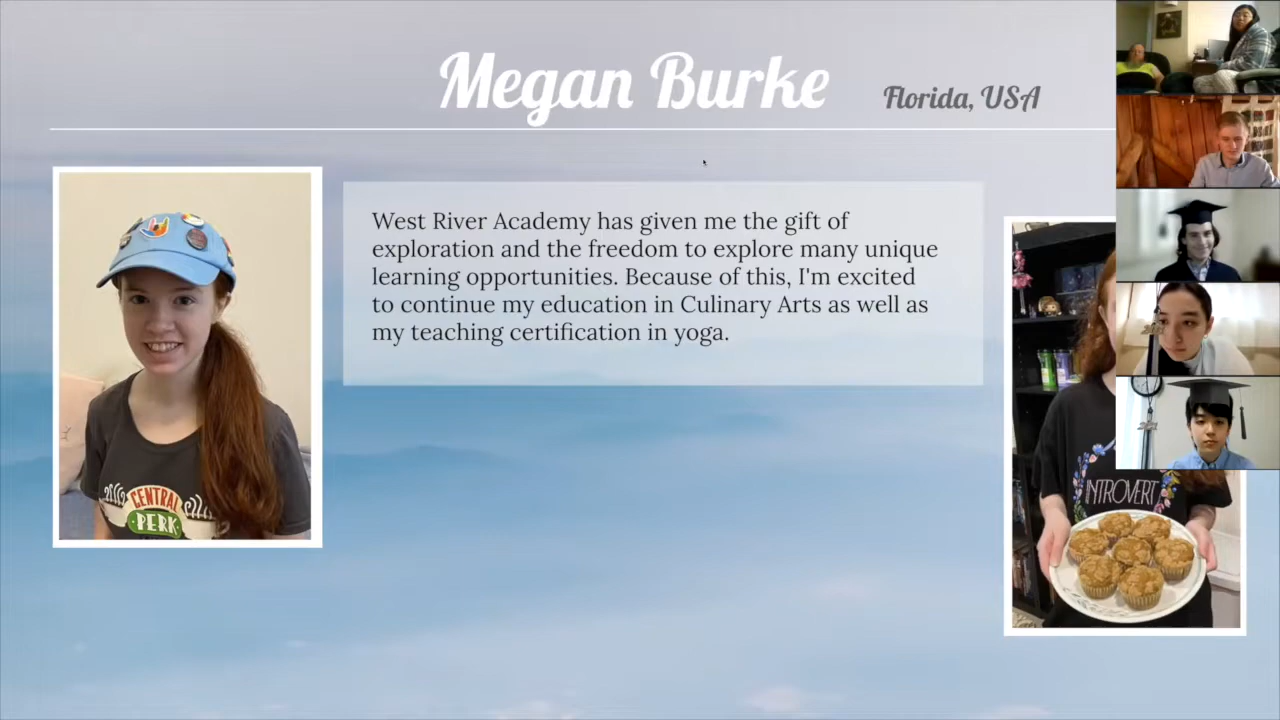 Megan Burke
Florida, USA
West River Academy has given me the gift of
exploration and the freedom to explore many unique
learning opportunities. Because of this, I'm excited
to continue my education in Culinary Arts as well as
my teaching certification in yoga.
CENTRAL
PERK
INTROVERT